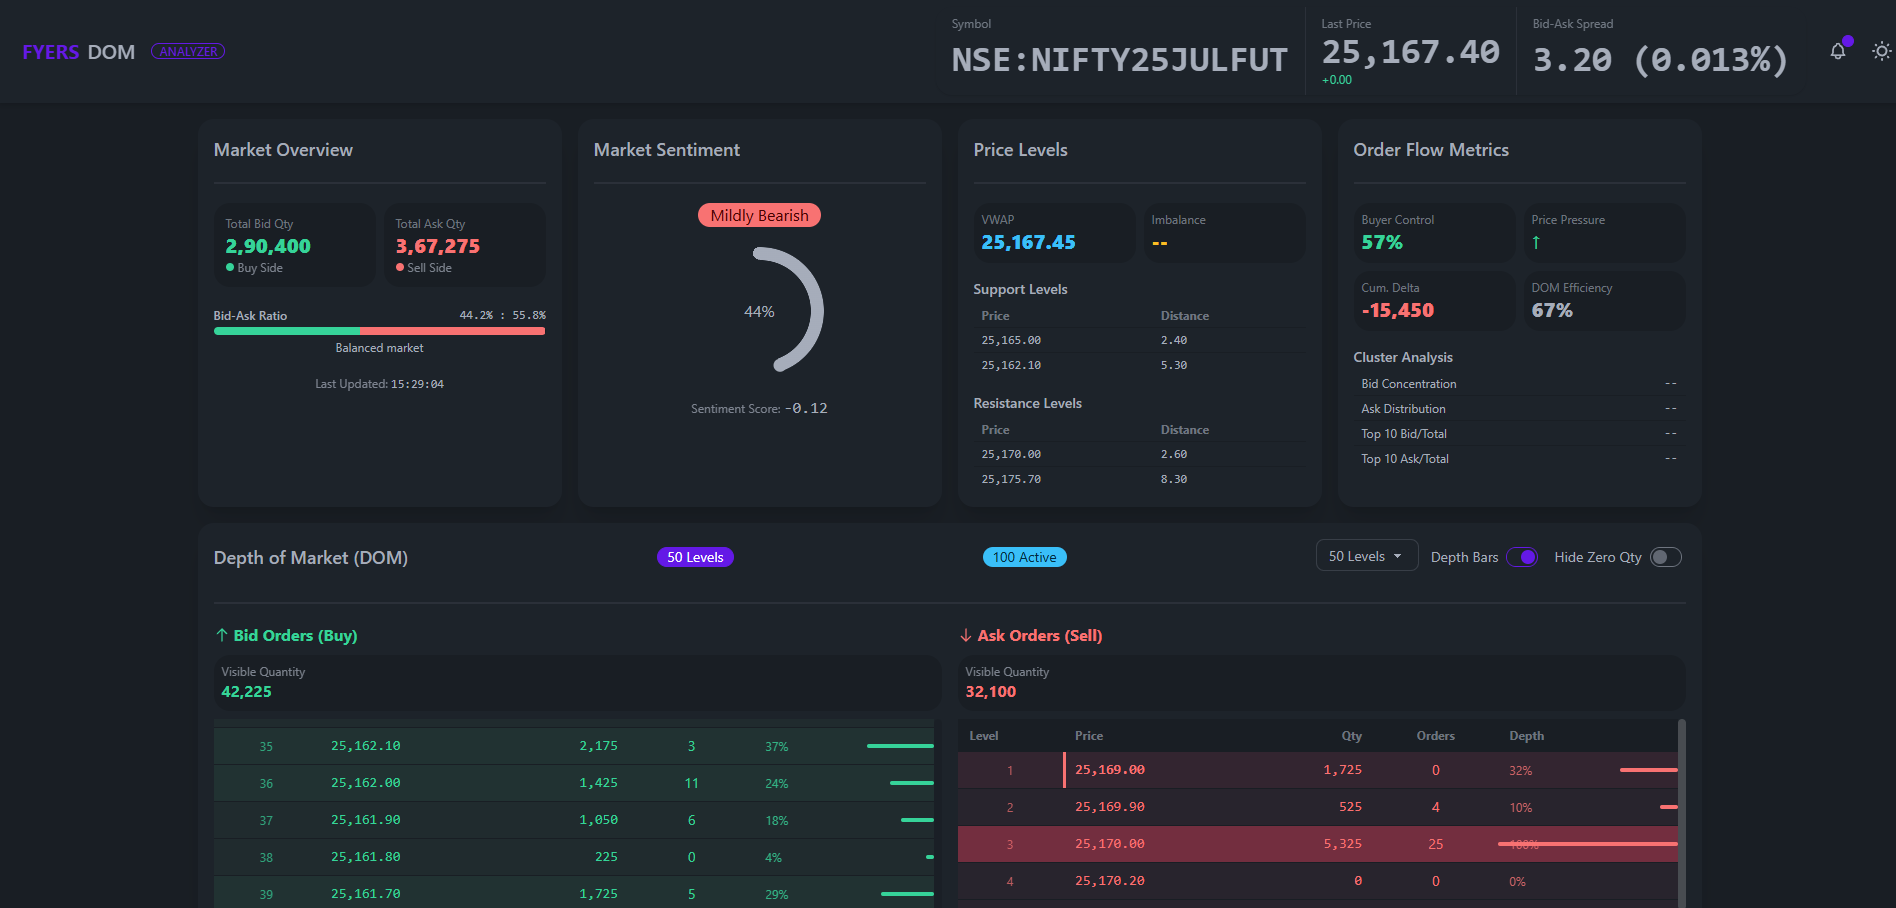 FYERS DOM ANALYZER
Symbol
NSE:NIFTY25JULFUT
Last Price
25,167.40
+0.00
Bid-Ask Spread
3.20 (0.013%)
Market Overview
Total Bid Qty
2,90,400
Buy Side
Total Ask Qty
3,67,275
Sell Side
Bid-Ask Ratio 44.2% : 55.8%
Balanced market
Last Updated: 15:29:04
Market Sentiment
Mildly Bearish
44%
Sentiment Score: -0.12
Price Levels
VWAP
25,167.45
Imbalance
--
Support Levels
Price Distance
25,165.00 2.40
25,162.10 5.30
Resistance Levels
Price Distance
25,170.00 2.60
25,175.70 8.30
Order Flow Metrics
Buyer Control
57%
Price Pressure
↑
Cum. Delta
-15,450
DOM Efficiency
67%
Cluster Analysis
Bid Concentration --
Ask Distribution --
Top 10 Bid/Total --
Top 10 Ask/Total --
Depth of Market (DOM) 50 Levels 100 Active 50 Levels Depth Bars Hide Zero Qty
↑ Bid Orders (Buy)
Visible Quantity
42,225
35 25,162.10 2,175 3 37%
36 25,162.00 1,425 11 24%
37 25,161.90 1,050 6 18%
38 25,161.80 225 0 4%
39 25,161.70 1,725 5 29%
↓ Ask Orders (Sell)
Visible Quantity
32,100
Level Price Qty Orders Depth
1 25,169.00 1,725 0 32%
2 25,169.90 525 4 10%
3 25,170.00 5,325 25 100%
4 25,170.20 0 0 0%